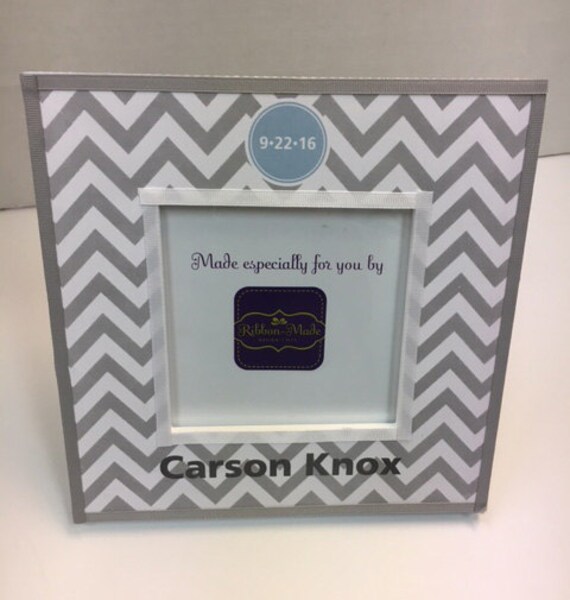 9•22•16
Made especially for you by
Ribbon-Made
Carson Knox